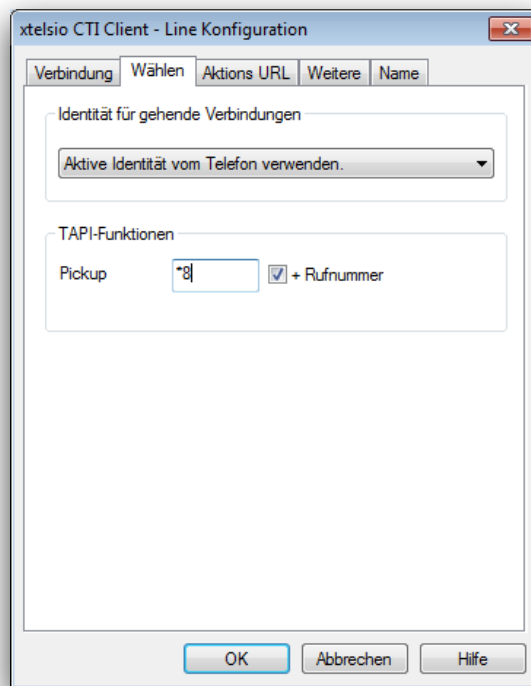 xtelsio CTI Client - Line Konfiguration
Verbindung Wählen Aktions URL Weitere Name
Identität für gehende Verbindungen
Aktive Identität vom Telefon verwenden.
TAPI-Funktionen
Pickup *8 + Rufnummer
OK Abbrechen Hilfe